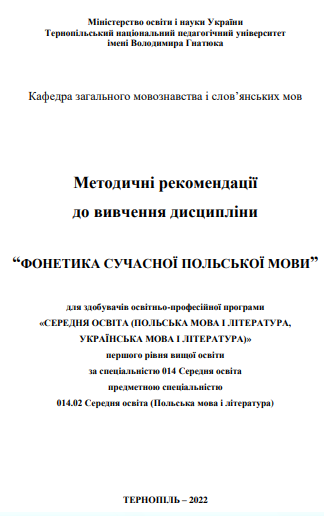 Міністерство освіти і науки України
Тернопільський національний педагогічний університет
імені Володимира Гнатюка
Кафедра загального мовознавства і слов’янських мов
Методичні рекомендації
до вивчення дисципліни
“ФОНЕТИКА СУЧАСНОЇ ПОЛЬСЬКОЇ МОВИ”
для здобувачів освітньо-професійної програми
«СЕРЕДНЯ ОСВІТА (ПОЛЬСЬКА МОВА І ЛІТЕРАТУРА,
УКРАЇНСЬКА МОВА І ЛІТЕРАТУРА)»
першого рівня вищої освіти
за спеціальністю 014 Середня освіта
предметною спеціальністю
014.02 Середня освіта (Польська мова і література)
ТЕРНОПІЛЬ – 2022